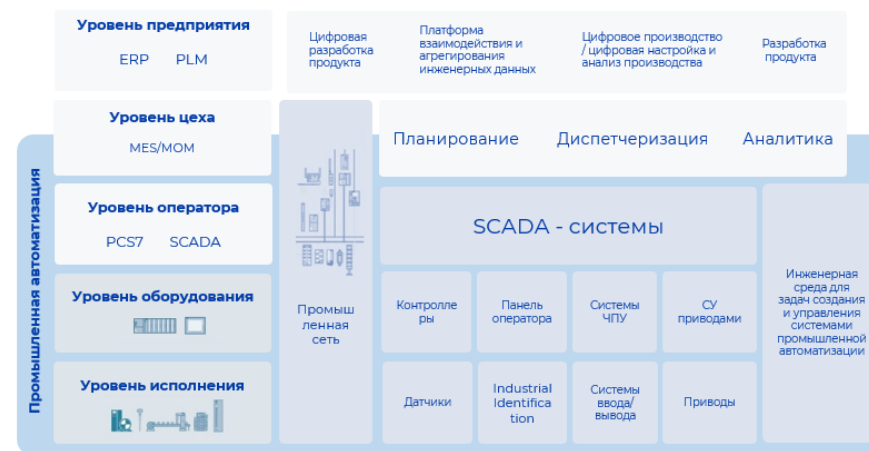 Уровень предприятия
ERP PLM
Цифровая
разработка
продукта
Платформа
взаимодействия и
агрегирования
инженерных данных
Цифровое производство
/ цифровая настройка и
анализ производства
Разработка
продукта
Промышленная автоматизация
Уровень цеха
MES/MOM
Планирование
Диспетчеризация
Аналитика
Уровень оператора
PCS7 SCADA
Уровень оборудования
Уровень исполнения
Промыш
ленная
сеть
SCADA - системы
Контролле
ры
Панель
оператора
Системы
ЧПУ
СУ
приводами
Датчики
Industrial
Identifica
tion
Системы
ввода/
вывода
Приводы
Инженерная
среда для
задач создания
и управления
системами
промышленной
автоматизации